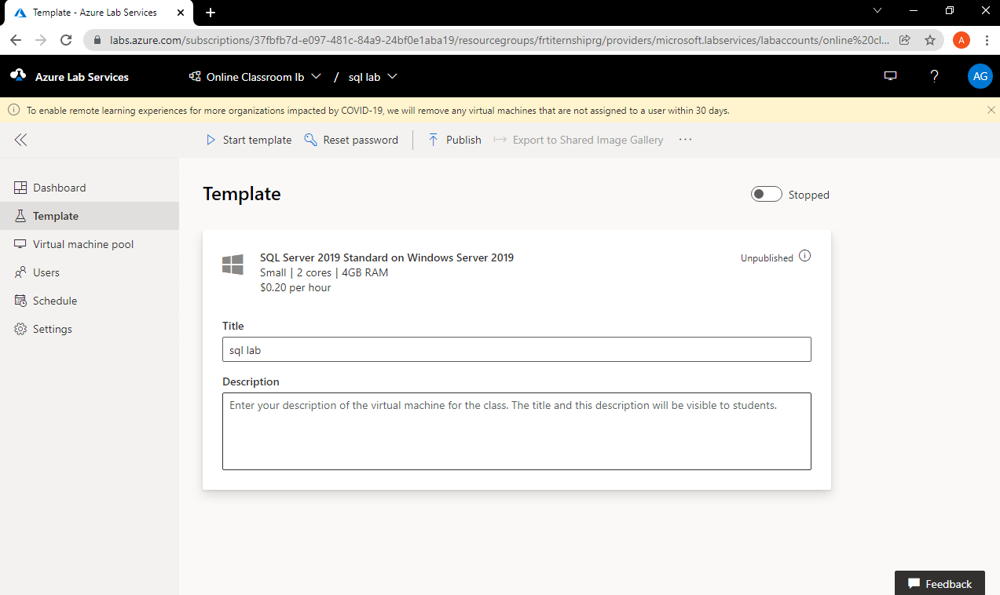 Template - Azure Lab Services
labs.azure.com/subscriptions/37fbfb7d-e097-481c-84a9-24bf0e1aba19/resourcegroups/frtiternshiprg/providers/microsoft.labservices/labaccounts/online%20cl...
A
Azure Lab Services
Online Classroom lb / sql lab
?
AG
To enable remote learning experiences for more organizations impacted by COVID-19, we will remove any virtual machines that are not assigned to a user within 30 days.
Start template Reset password Publish Export to Shared Image Gallery ...
Dashboard
Template
Virtual machine pool
Users
Schedule
Settings
Template
Stopped
SQL Server 2019 Standard on Windows Server 2019
Unpublished
Small | 2 cores | 4GB RAM
$0.20 per hour
Title
sql lab
Description
Enter your description of the virtual machine for the class. The title and this description will be visible to students.
Feedback